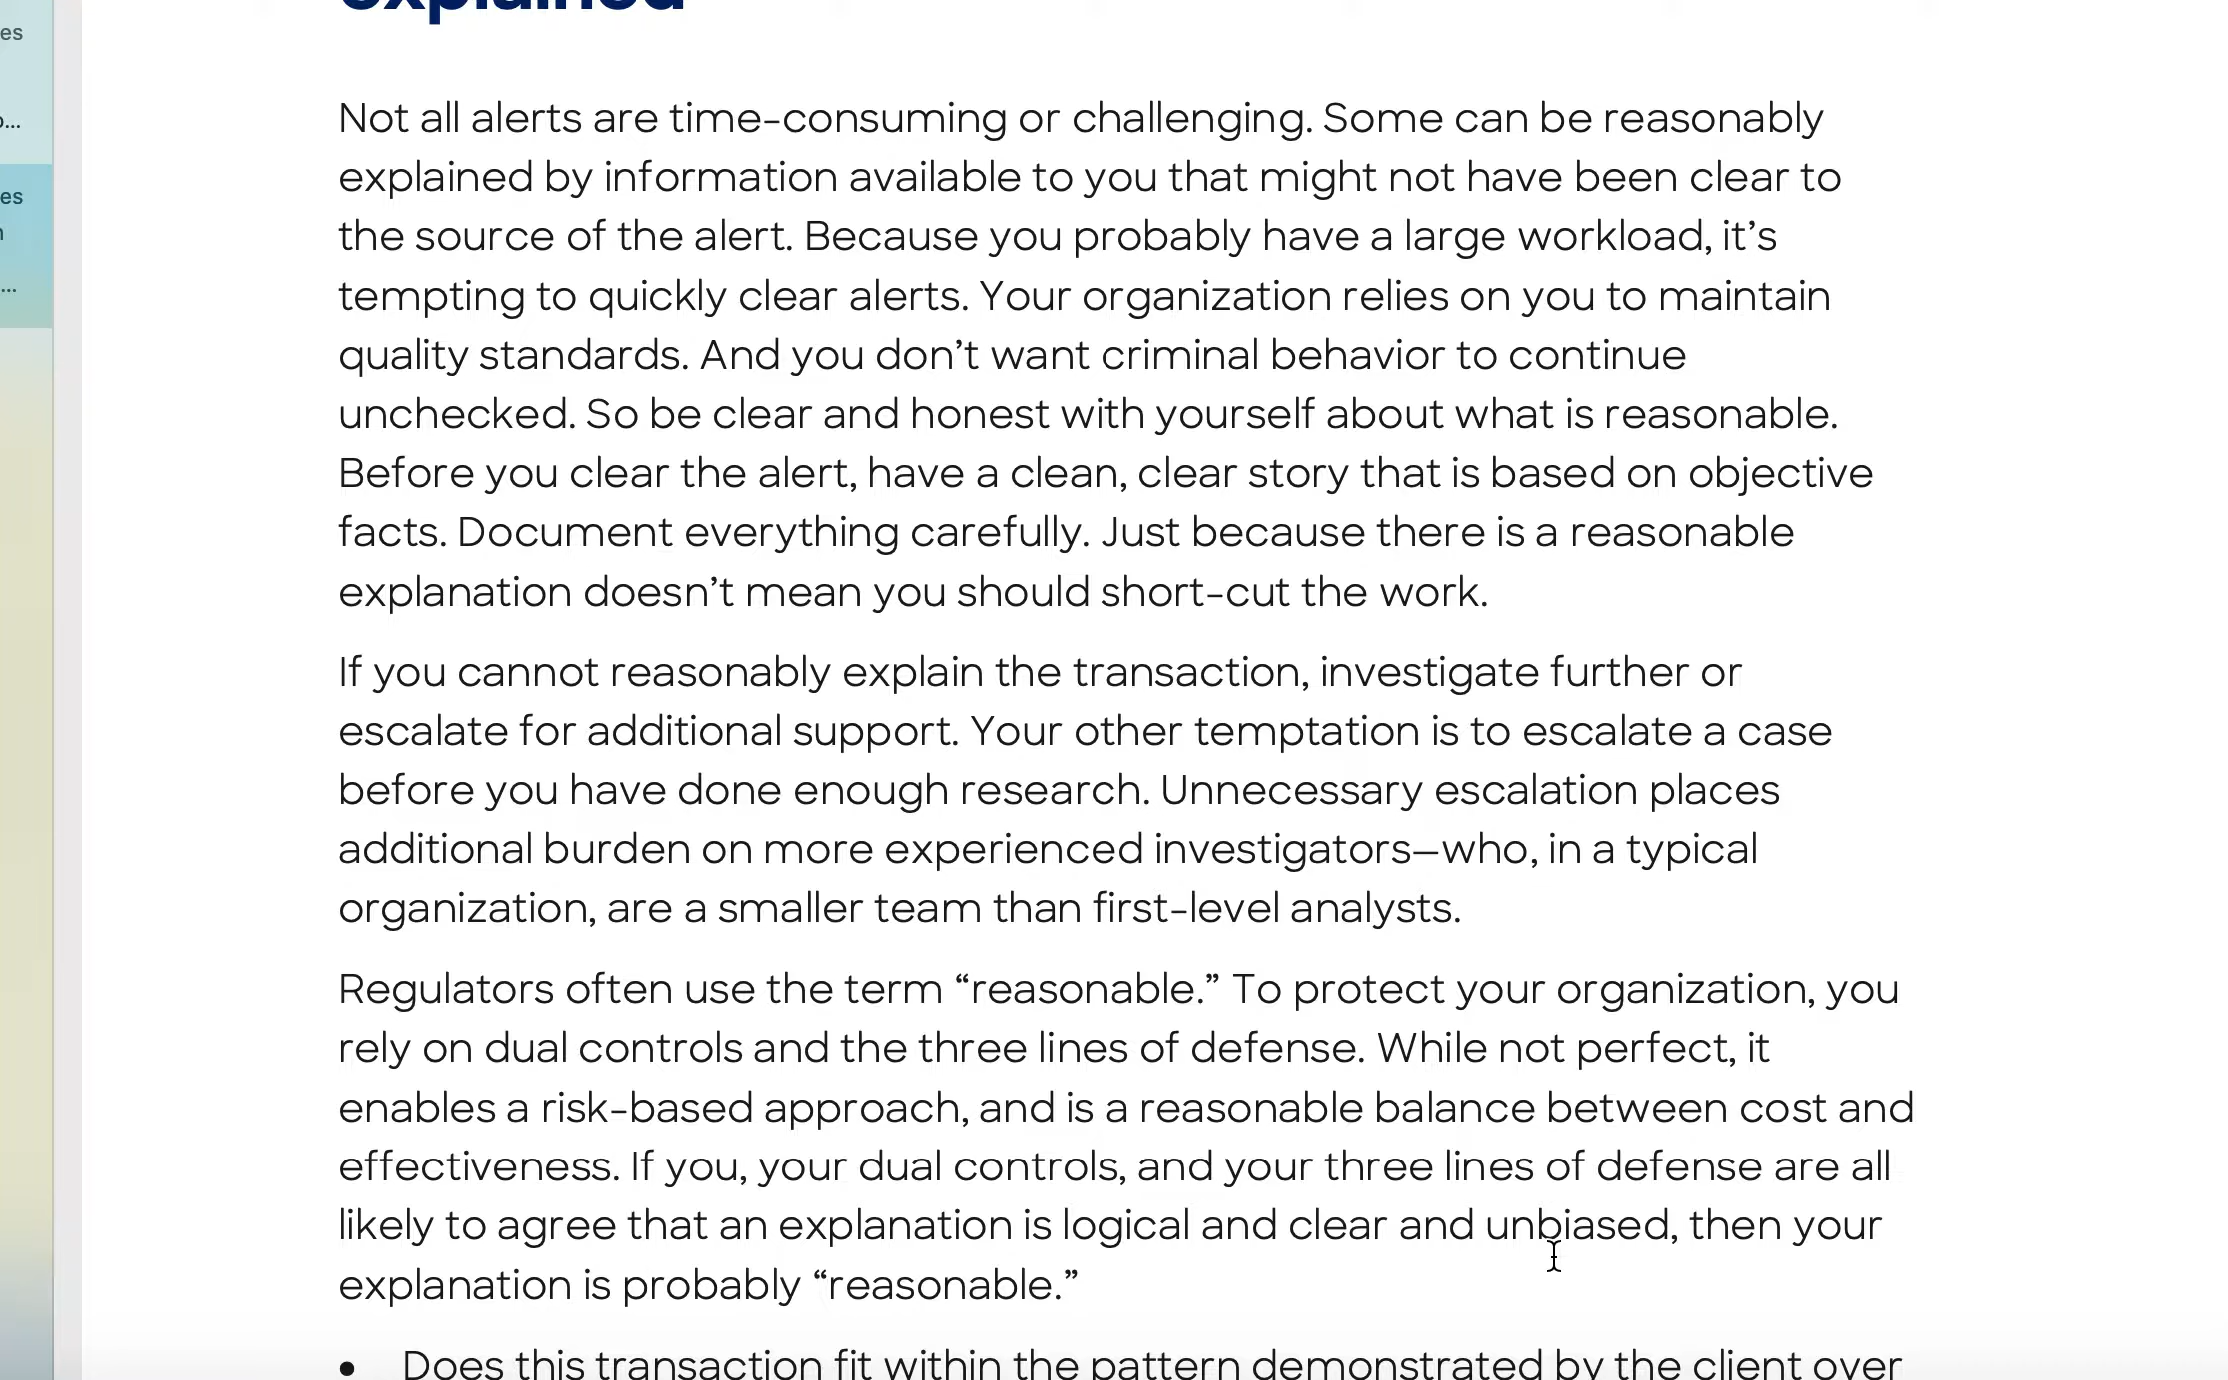 es
o...
es
...
explained
Not all alerts are time-consuming or challenging. Some can be reasonably
explained by information available to you that might not have been clear to
the source of the alert. Because you probably have a large workload, it’s
tempting to quickly clear alerts. Your organization relies on you to maintain
quality standards. And you don’t want criminal behavior to continue
unchecked. So be clear and honest with yourself about what is reasonable.
Before you clear the alert, have a clean, clear story that is based on objective
facts. Document everything carefully. Just because there is a reasonable
explanation doesn’t mean you should short-cut the work.
If you cannot reasonably explain the transaction, investigate further or
escalate for additional support. Your other temptation is to escalate a case
before you have done enough research. Unnecessary escalation places
additional burden on more experienced investigators—who, in a typical
organization, are a smaller team than first-level analysts.
Regulators often use the term “reasonable.” To protect your organization, you
rely on dual controls and the three lines of defense. While not perfect, it
enables a risk-based approach, and is a reasonable balance between cost and
effectiveness. If you, your dual controls, and your three lines of defense are all
likely to agree that an explanation is logical and clear and unbiased, then your
explanation is probably “reasonable.”
• Does this transaction fit within the pattern demonstrated by the client over